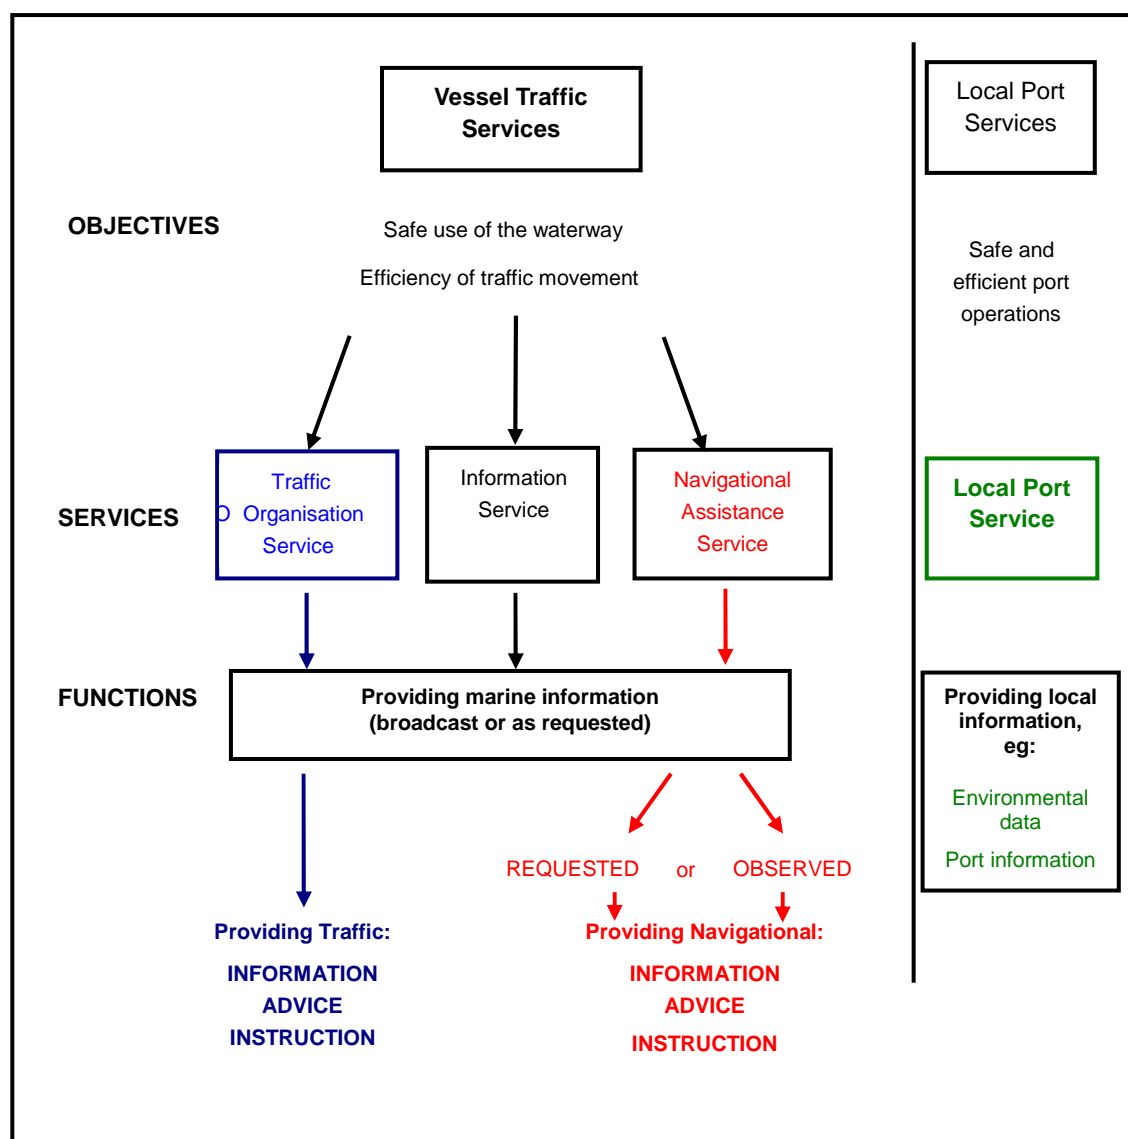 Vessel Traffic
Services
Local Port
Services
OBJECTIVES
Safe use of the waterway
Efficiency of traffic movement
Safe and
efficient port
operations
SERVICES
Traffic
O Organisation
Service
Information
Service
Navigational
Assistance
Service
Local Port
Service
FUNCTIONS
Providing marine information
(broadcast or as requested)
Providing local
information,
eg:
Environmental
data
Port information
REQUESTED or OBSERVED
Providing Traffic:
INFORMATION
ADVICE
INSTRUCTION
Providing Navigational:
INFORMATION
ADVICE
INSTRUCTION